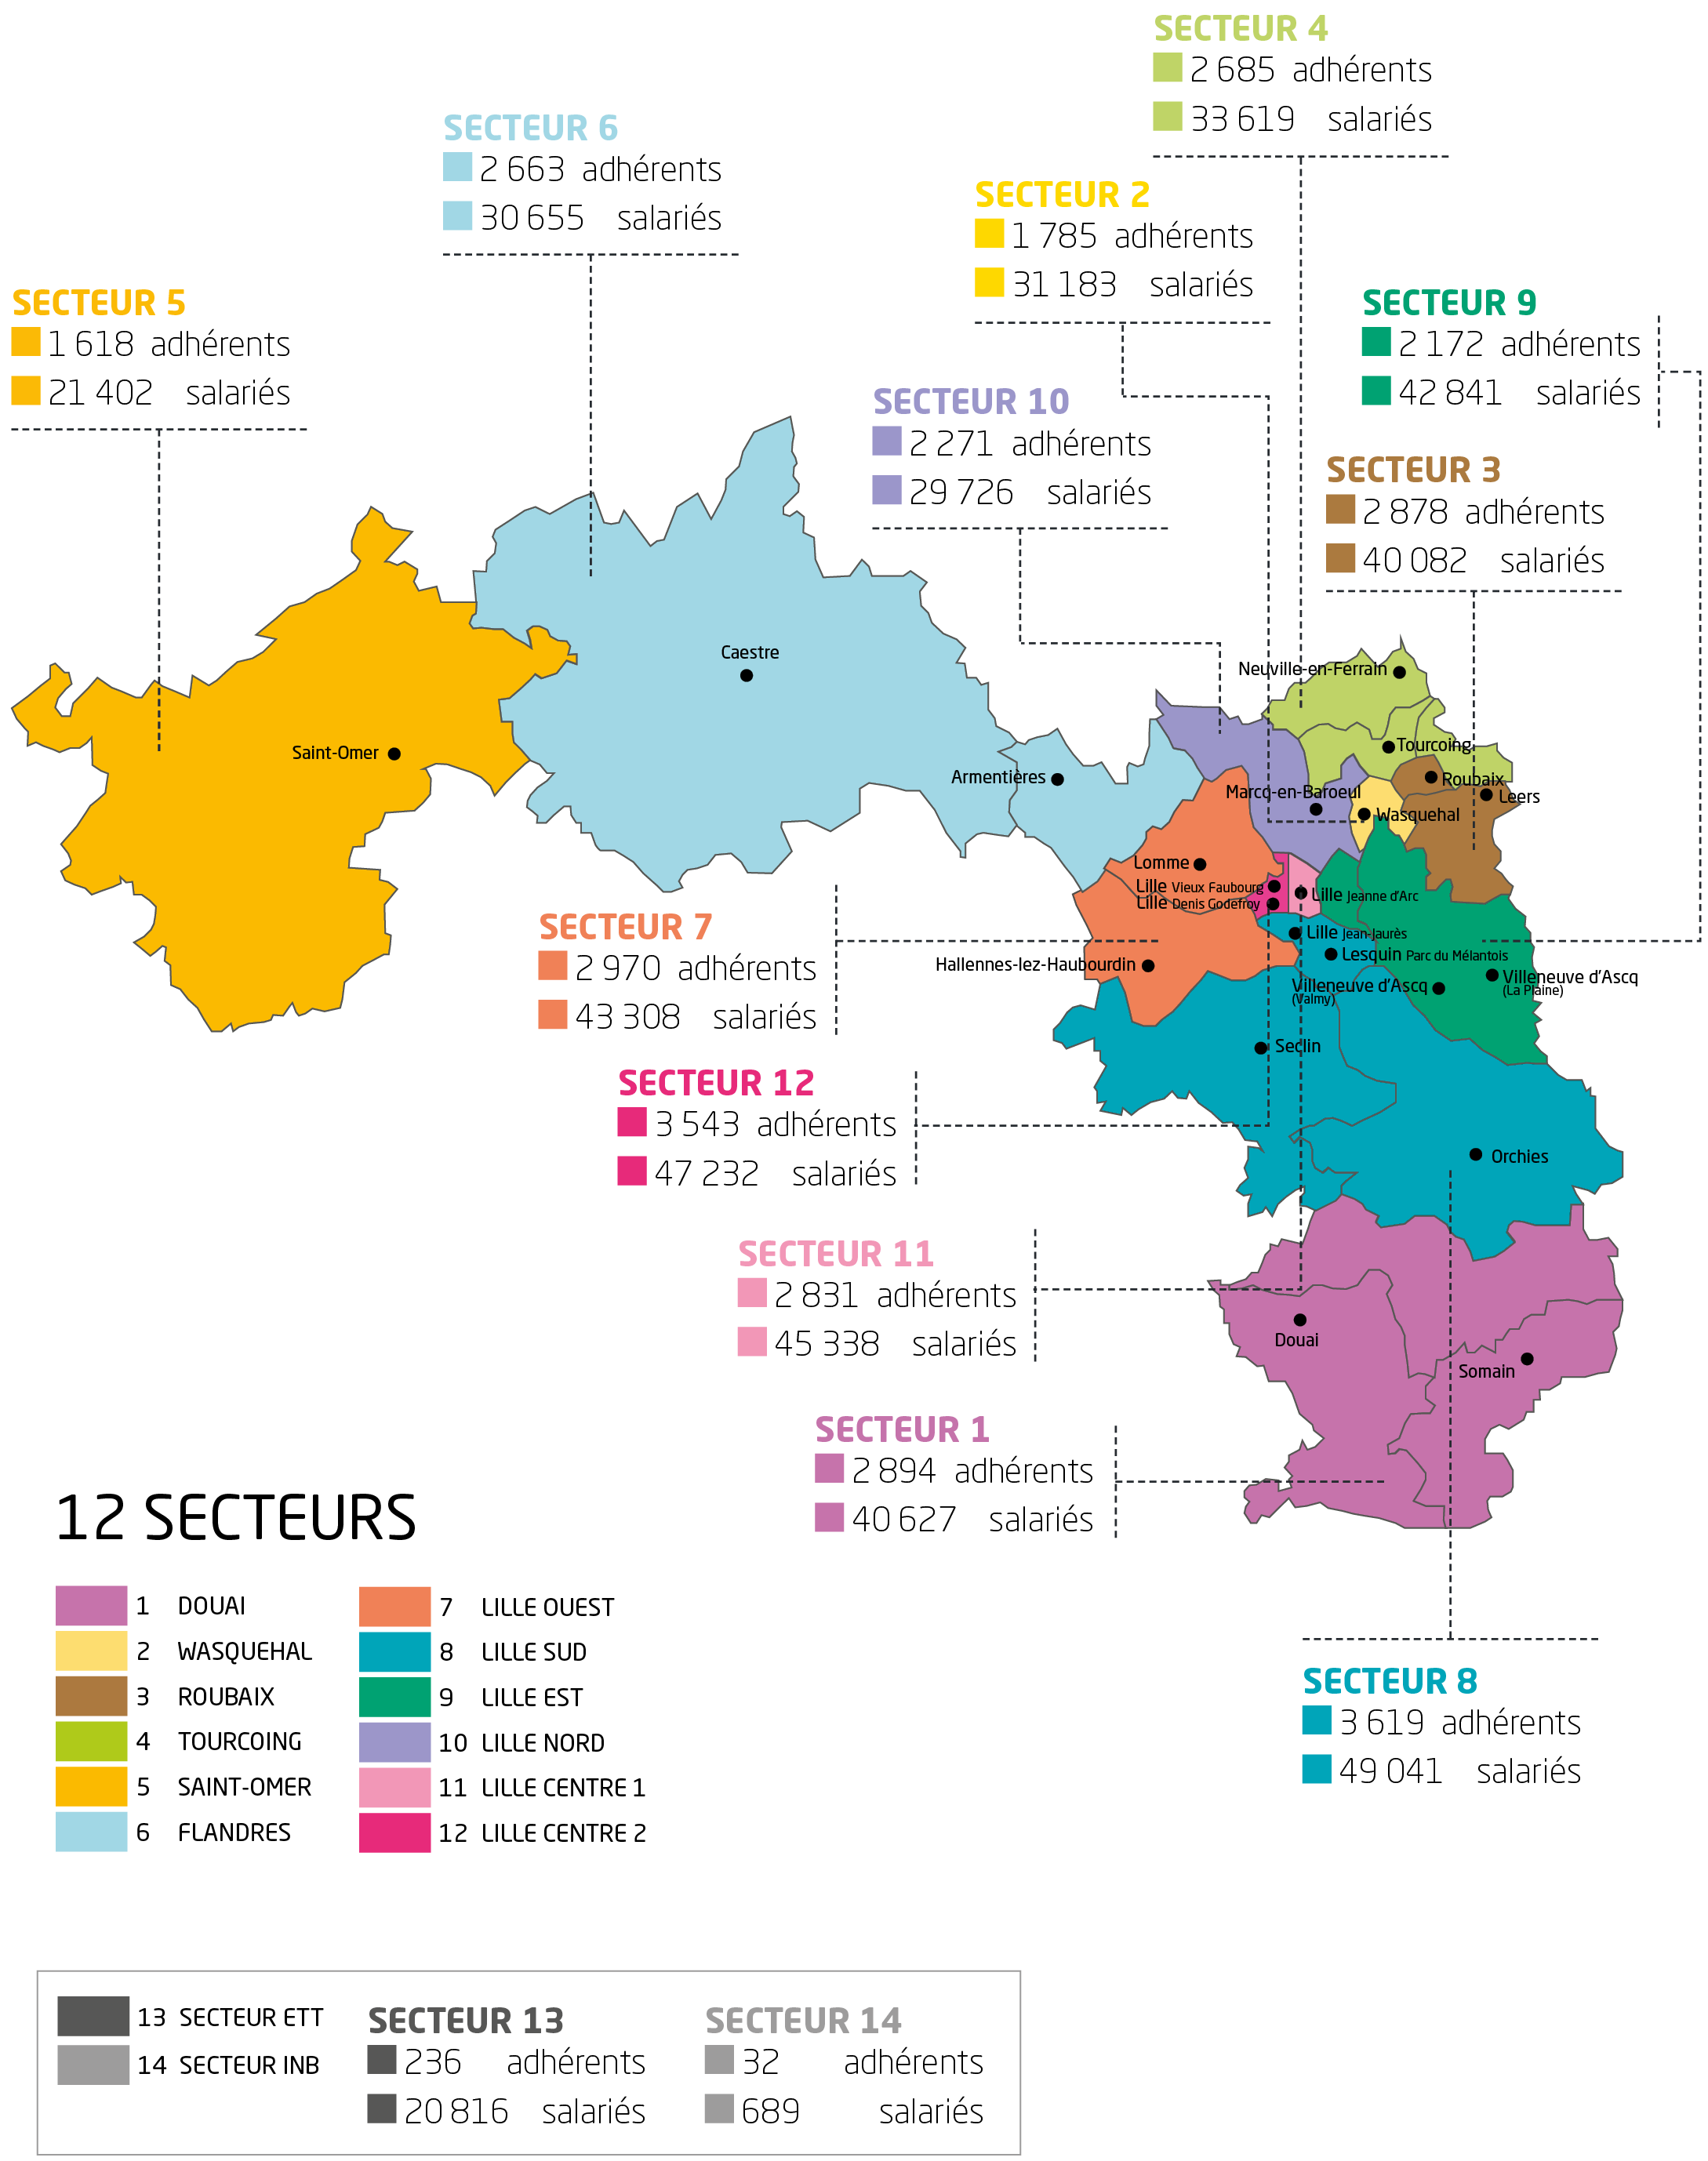 SECTEUR 4
2 685 adhérents
33 619 salariés
SECTEUR 6
2 663 adhérents
30 655 salariés
SECTEUR 2
1 785 adhérents
31 183 salariés
SECTEUR 5
1 618 adhérents
21 402 salariés
SECTEUR 9
2 172 adhérents
42 841 salariés
SECTEUR 10
2 271 adhérents
29 726 salariés
SECTEUR 3
2 878 adhérents
40 082 salariés
Caestre
Neuville-en-Ferrain
Saint-Omer
Tourcoing
Armentières
Roubaix
Marcq-en-Baroeul
Leers
Wasquehal
Lomme
Lille Vieux Faubourg
Lille Jeanne d'Arc
Lille Denis Godefroy
Lille Jean-Jaurès
Lesquin Parc du Mélantois
Hallennes-lez-Haubourdin
Villeneuve d'Ascq
(La Plaine)
Villeneuve d'Ascq
(Valmy)
Seclin
Orchies
Douai
Somain
SECTEUR 7
2 970 adhérents
43 308 salariés
SECTEUR 12
3 543 adhérents
47 232 salariés
SECTEUR 11
2 831 adhérents
45 338 salariés
SECTEUR 1
2 894 adhérents
40 627 salariés
SECTEUR 8
3 619 adhérents
49 041 salariés
12 SECTEURS
1 DOUAI
2 WASQUEHAL
3 ROUBAIX
4 TOURCOING
5 SAINT-OMER
6 FLANDRES
7 LILLE OUEST
8 LILLE SUD
9 LILLE EST
10 LILLE NORD
11 LILLE CENTRE 1
12 LILLE CENTRE 2
13 SECTEUR ETT
14 SECTEUR INB
SECTEUR 13
236 adhérents
20 816 salariés
SECTEUR 14
32 adhérents
689 salariés